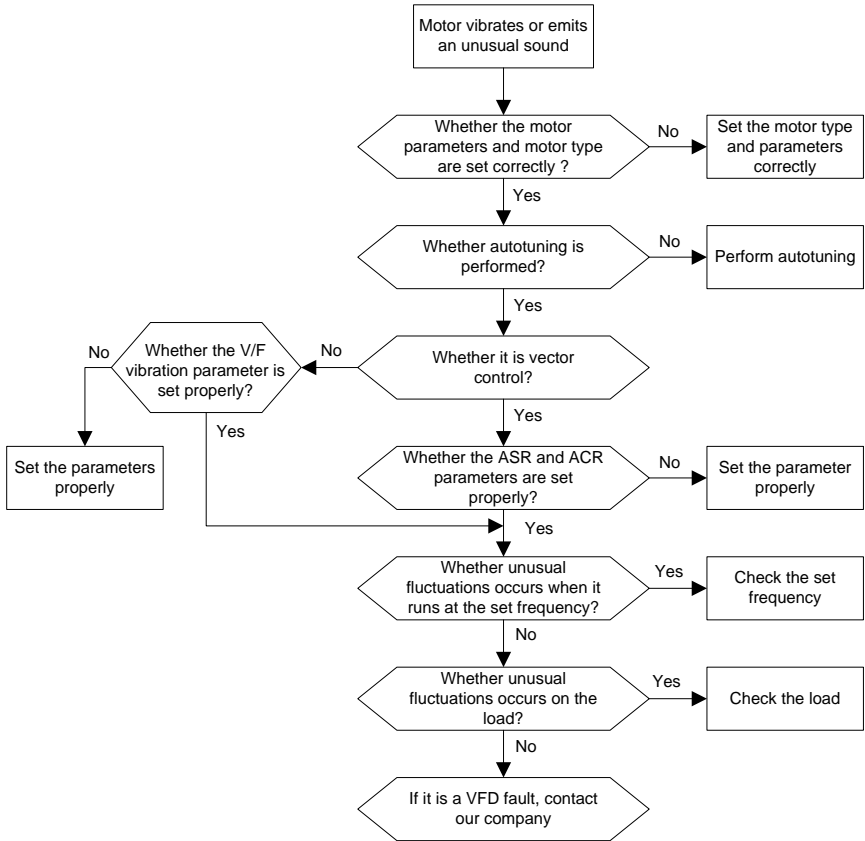 Motor vibrates or emits
an unusual sound
Whether the motor
parameters and motor type
are set correctly ?
No
Set the motor type
and parameters
correctly
Yes
Whether autotuning is
performed?
No
Perform autotuning
Yes
Whether it is vector
control?
No
Whether the V/F
vibration parameter is
set properly?
No
Set the parameters
properly
Yes
Yes
Whether the ASR and ACR
parameters are set
properly?
No
Set the parameter
properly
Yes
Whether unusual
fluctuations occurs when it
runs at the set frequency?
Yes
Check the set
frequency
No
Whether unusual
fluctuations occurs on the
load?
Yes
Check the load
No
If it is a VFD fault, contact
our company